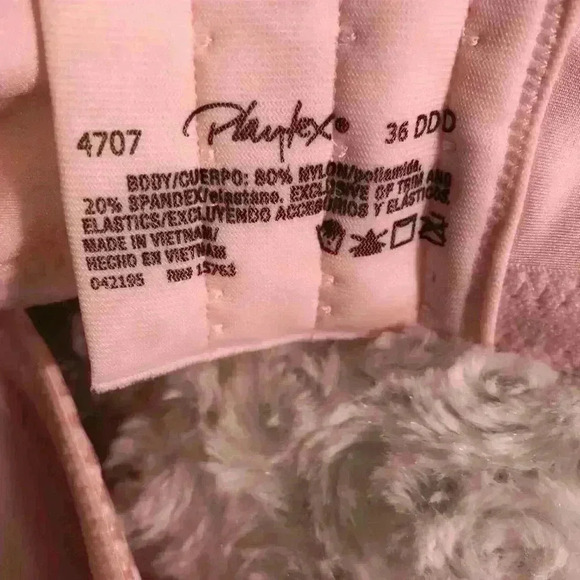 4707 Playtex® 36 DDD
BODY/CUERPO: 80% NYLON/poliamida,
20% SPANDEX/elastano, EXCLUSIVE OF TRIM AND
ELASTICS/EXCLUYENDO ACCESORIOS Y ELASTICOS.
MADE IN VIETNAM/
HECHO EN VIETNAM
042195 RN# 15763